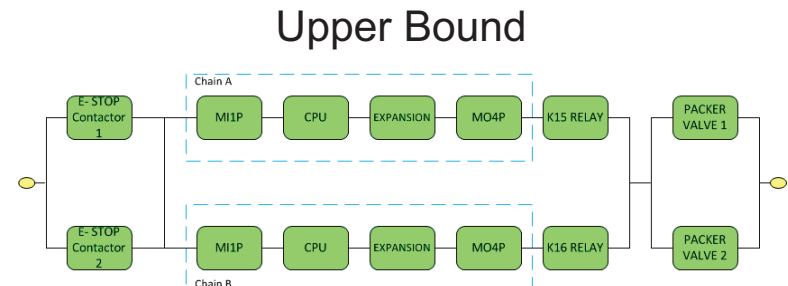 Upper Bound
Chain A
E- STOP
Contactor
1
MI1P
CPU
EXPANSION
MO4P
K15 RELAY
PACKER
VALVE 1
E- STOP
Contactor
2
MI1P
CPU
EXPANSION
MO4P
K16 RELAY
PACKER
VALVE 2
Chain B